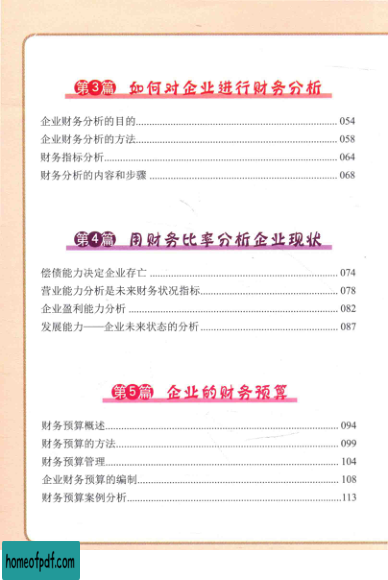 第3篇 如何对企业进行财务分析
企业财务分析的目的 054
企业财务分析的方法 058
财务指标分析 064
财务分析的内容和步骤 068
第4篇 用财务比率分析企业现状
偿债能力决定企业存亡 074
营业能力分析是未来财务状况指标 078
企业盈利能力分析 082
发展能力——企业未来状态的分析 087
第5篇 企业的财务预算
财务预算概述 094
财务预算的方法 099
财务预算管理 104
企业财务预算的编制 108
财务预算案例分析 113
homeofpdf.com